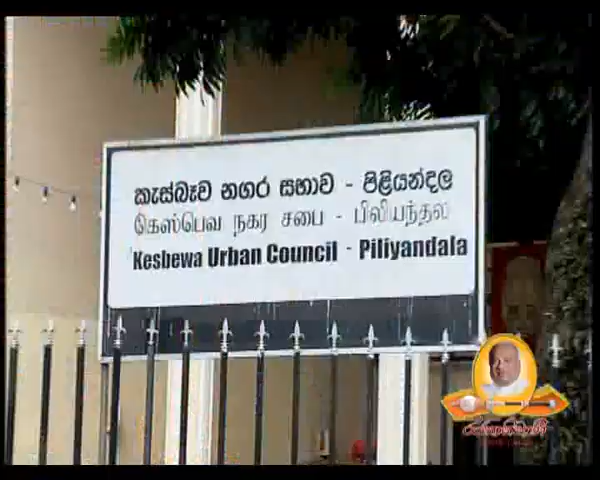 කැස්බෑව නගර සභාව - පිළියන්දල
கெஸ்பெவ நகர சபை - பிலியந்தல
Kesbewa Urban Council - Piliyandala